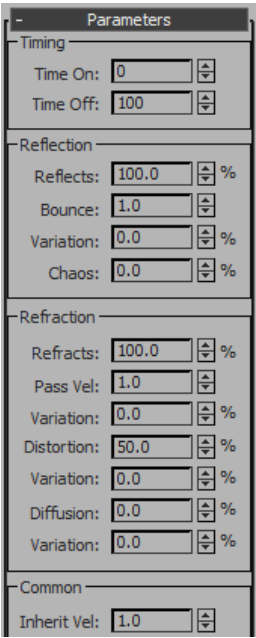 - Parameters
Timing
Time On: 0
Time Off: 100
Reflection
Reflects: 100.0 %
Bounce: 1.0
Variation: 0.0 %
Chaos: 0.0 %
Refraction
Refracts: 100.0 %
Pass Vel: 1.0
Variation: 0.0 %
Distortion: 50.0 %
Variation: 0.0 %
Diffusion: 0.0 %
Variation: 0.0 %
Common
Inherit Vel: 1.0